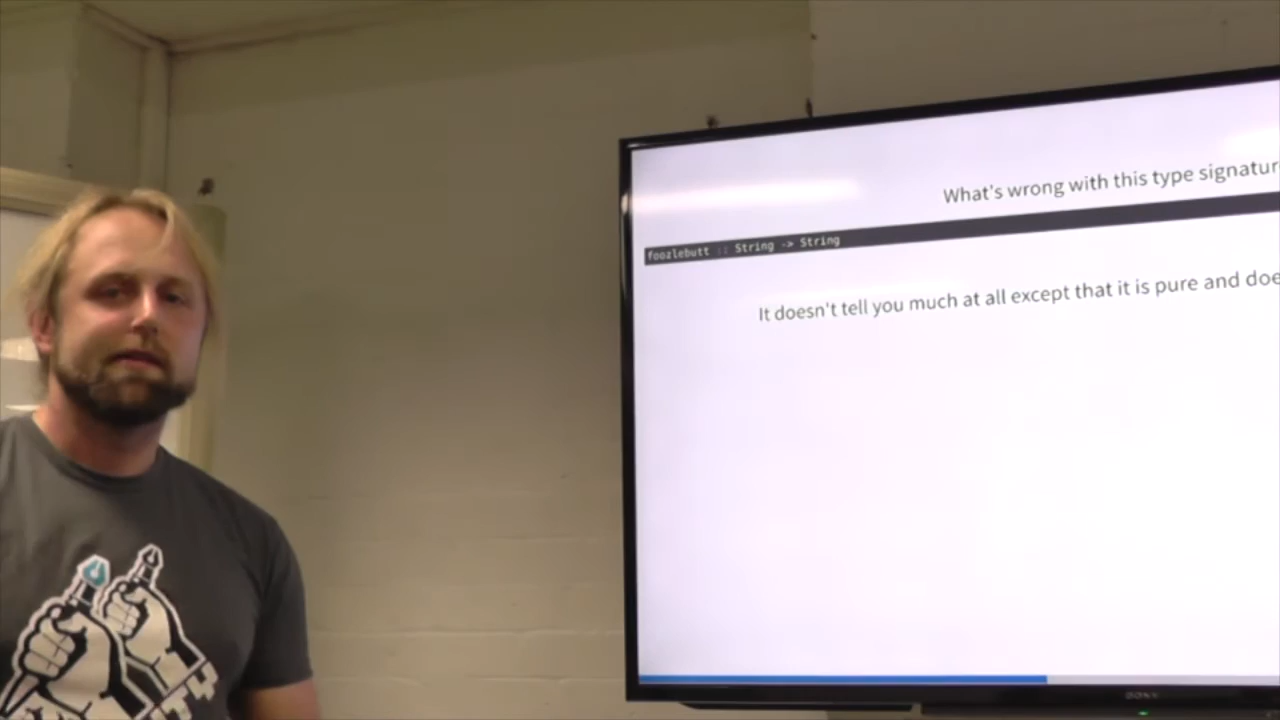 What's wrong with this type signatur
foozlebutt :: String -> String
It doesn't tell you much at all except that it is pure and doe
SONY